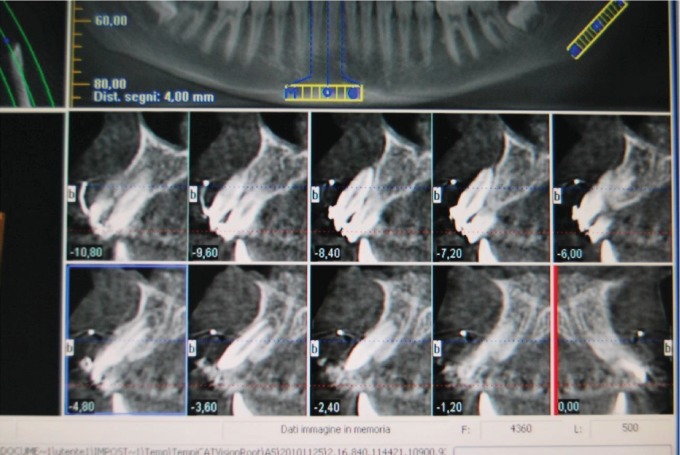 60,00
80,00
Dist. segni: 4,00 mm
b b b b b
-10,80 -9,60 -8,40 -7,20 -6,00
b b b b b
-4,80 -3,60 -2,40 -1,20 0,00
Dati immagine in memoria F: 4360 L: 500